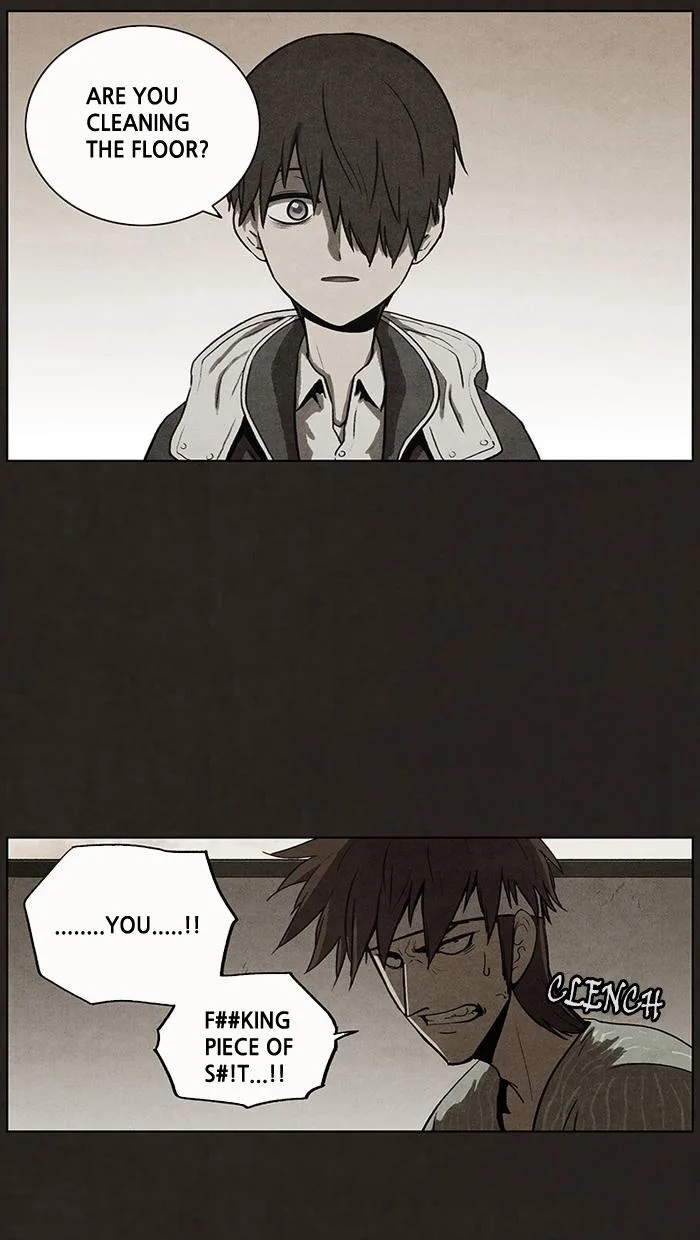 ARE YOU
CLEANING
THE FLOOR?
........YOU.....!!
F##KING
PIECE OF
S#!T...!!
CLENCH